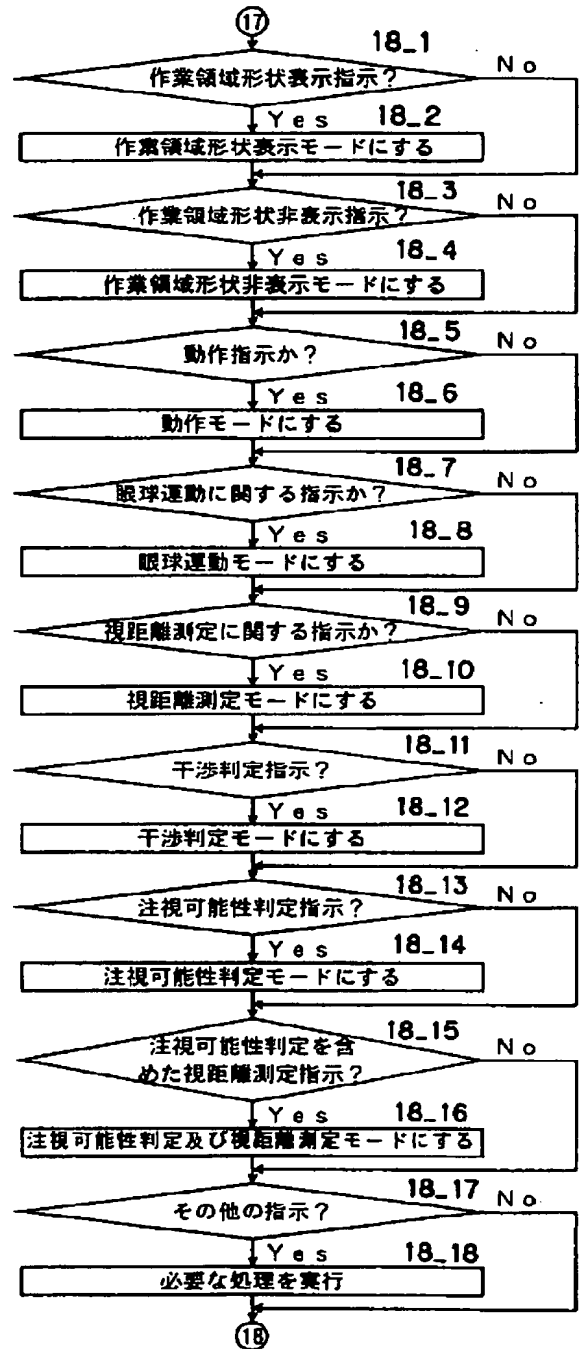 17
18_1
作業領域形状表示指示?
No
Yes
18_2
作業領域形状表示モードにする
18_3
作業領域形状非表示指示?
No
Yes
18_4
作業領域形状非表示モードにする
18_5
動作指示か?
No
Yes
18_6
動作モードにする
18_7
眼球運動に関する指示か?
No
Yes
18_8
眼球運動モードにする
18_9
視距離測定に関する指示か?
No
Yes
18_10
視距離測定モードにする
18_11
干渉判定指示?
No
Yes
18_12
干渉判定モードにする
18_13
注視可能性判定指示?
No
Yes
18_14
注視可能性判定モードにする
18_15
注視可能性判定を含
めた視距離測定指示?
No
Yes
18_16
注視可能性判定及び視距離測定モードにする
18_17
その他の指示?
No
Yes
18_18
必要な処理を実行
18